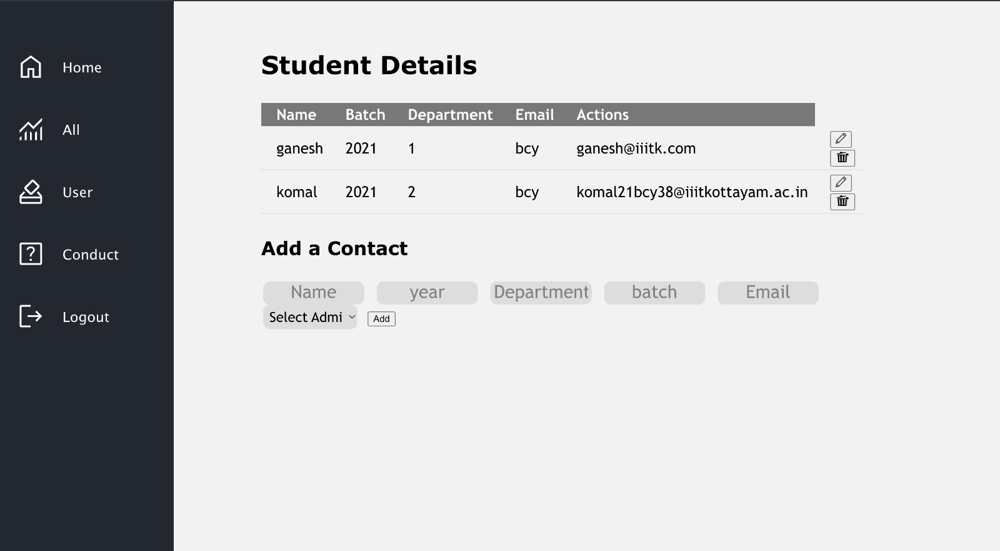 Home
All
User
Conduct
Logout
Student Details
Name Batch Department Email Actions
ganesh 2021 1 bcy ganesh@iiitk.com
komal 2021 2 bcy komal21bcy38@iiitkottayam.ac.in
Add a Contact
Name year Department batch Email
Select Admi Add